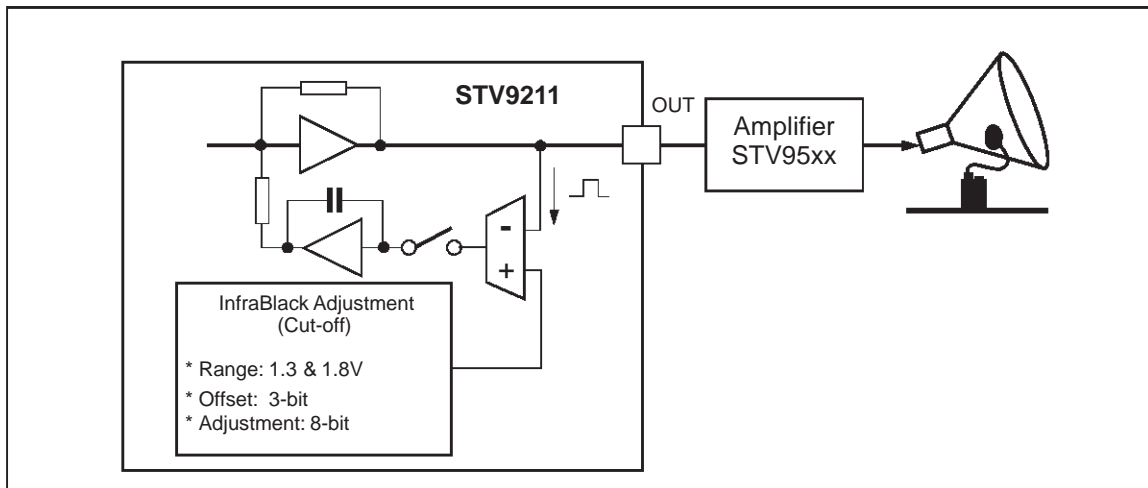 STV9211
OUT
Amplifier
STV95xx
-
+
InfraBlack Adjustment
(Cut-off)
* Range: 1.3 & 1.8V
* Offset: 3-bit
* Adjustment: 8-bit